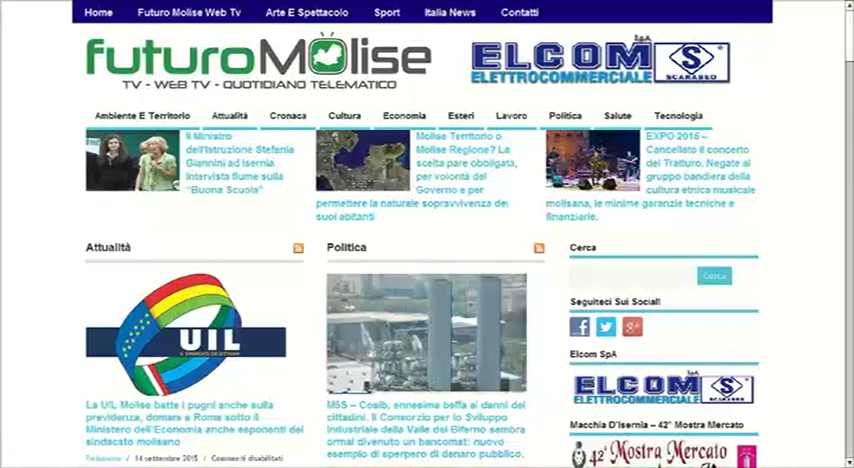 Home Futuro Molise Web Tv Arte E Spettacolo Sport Italia News Contatti
futuroMolise
TV - WEB TV - QUOTIDIANO TELEMATICO
ELCOM SpA
ELETTROCOMMERCIALE
S
SCARABEO
Ambiente E Territorio Attualità Cronaca Cultura Economia Esteri Lavoro Politica Salute Tecnologia
Il Ministro
dell'Istruzione Stefania
Giannini ad Isernia
Intervista fiume sulla
"Buona Scuola"
Molise Territorio o
Molise Regione? La
scelta pare obbligata,
per volontà del
Governo e per
permettere la naturale sopravvivenza dei
suoi abitanti
EXPO 2015 –
Cancellato il concerto
del Tratturo. Negate al
gruppo bandiera della
cultura etnica musicale
molisana, le minime garanzie tecniche e
finanziarie.
Attualità
UIL
IL SINDACATO DEI CITTADINI
La UIL Molise batte i pugni anche sulla
previdenza, domani a Roma sotto il
Ministero dell'Economia anche esponenti del
sindacato molisano
Redazione / 14 settembre 2015 / Commenti disabilitati
Politica
M5S – Cosib, ennesima beffa ai danni dei
cittadini. Il Consorzio per lo Sviluppo
Industriale della Valle del Biferno sembra
ormai divenuto un bancomat: nuovo
esempio di sperpero di denaro pubblico.
Cerca
Cerca
Seguiteci Sui Social!
Elcom SpA
ELCOM SpA
ELETTROCOMMERCIALE
S
SCARABEO
Macchia D'Isernia – 42° Mostra Mercato
42ª Mostra Mercato